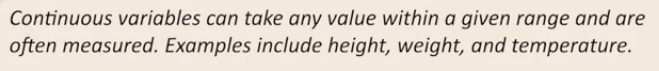 Continuous variables can take any value within a given range and are
often measured. Examples include height, weight, and temperature.